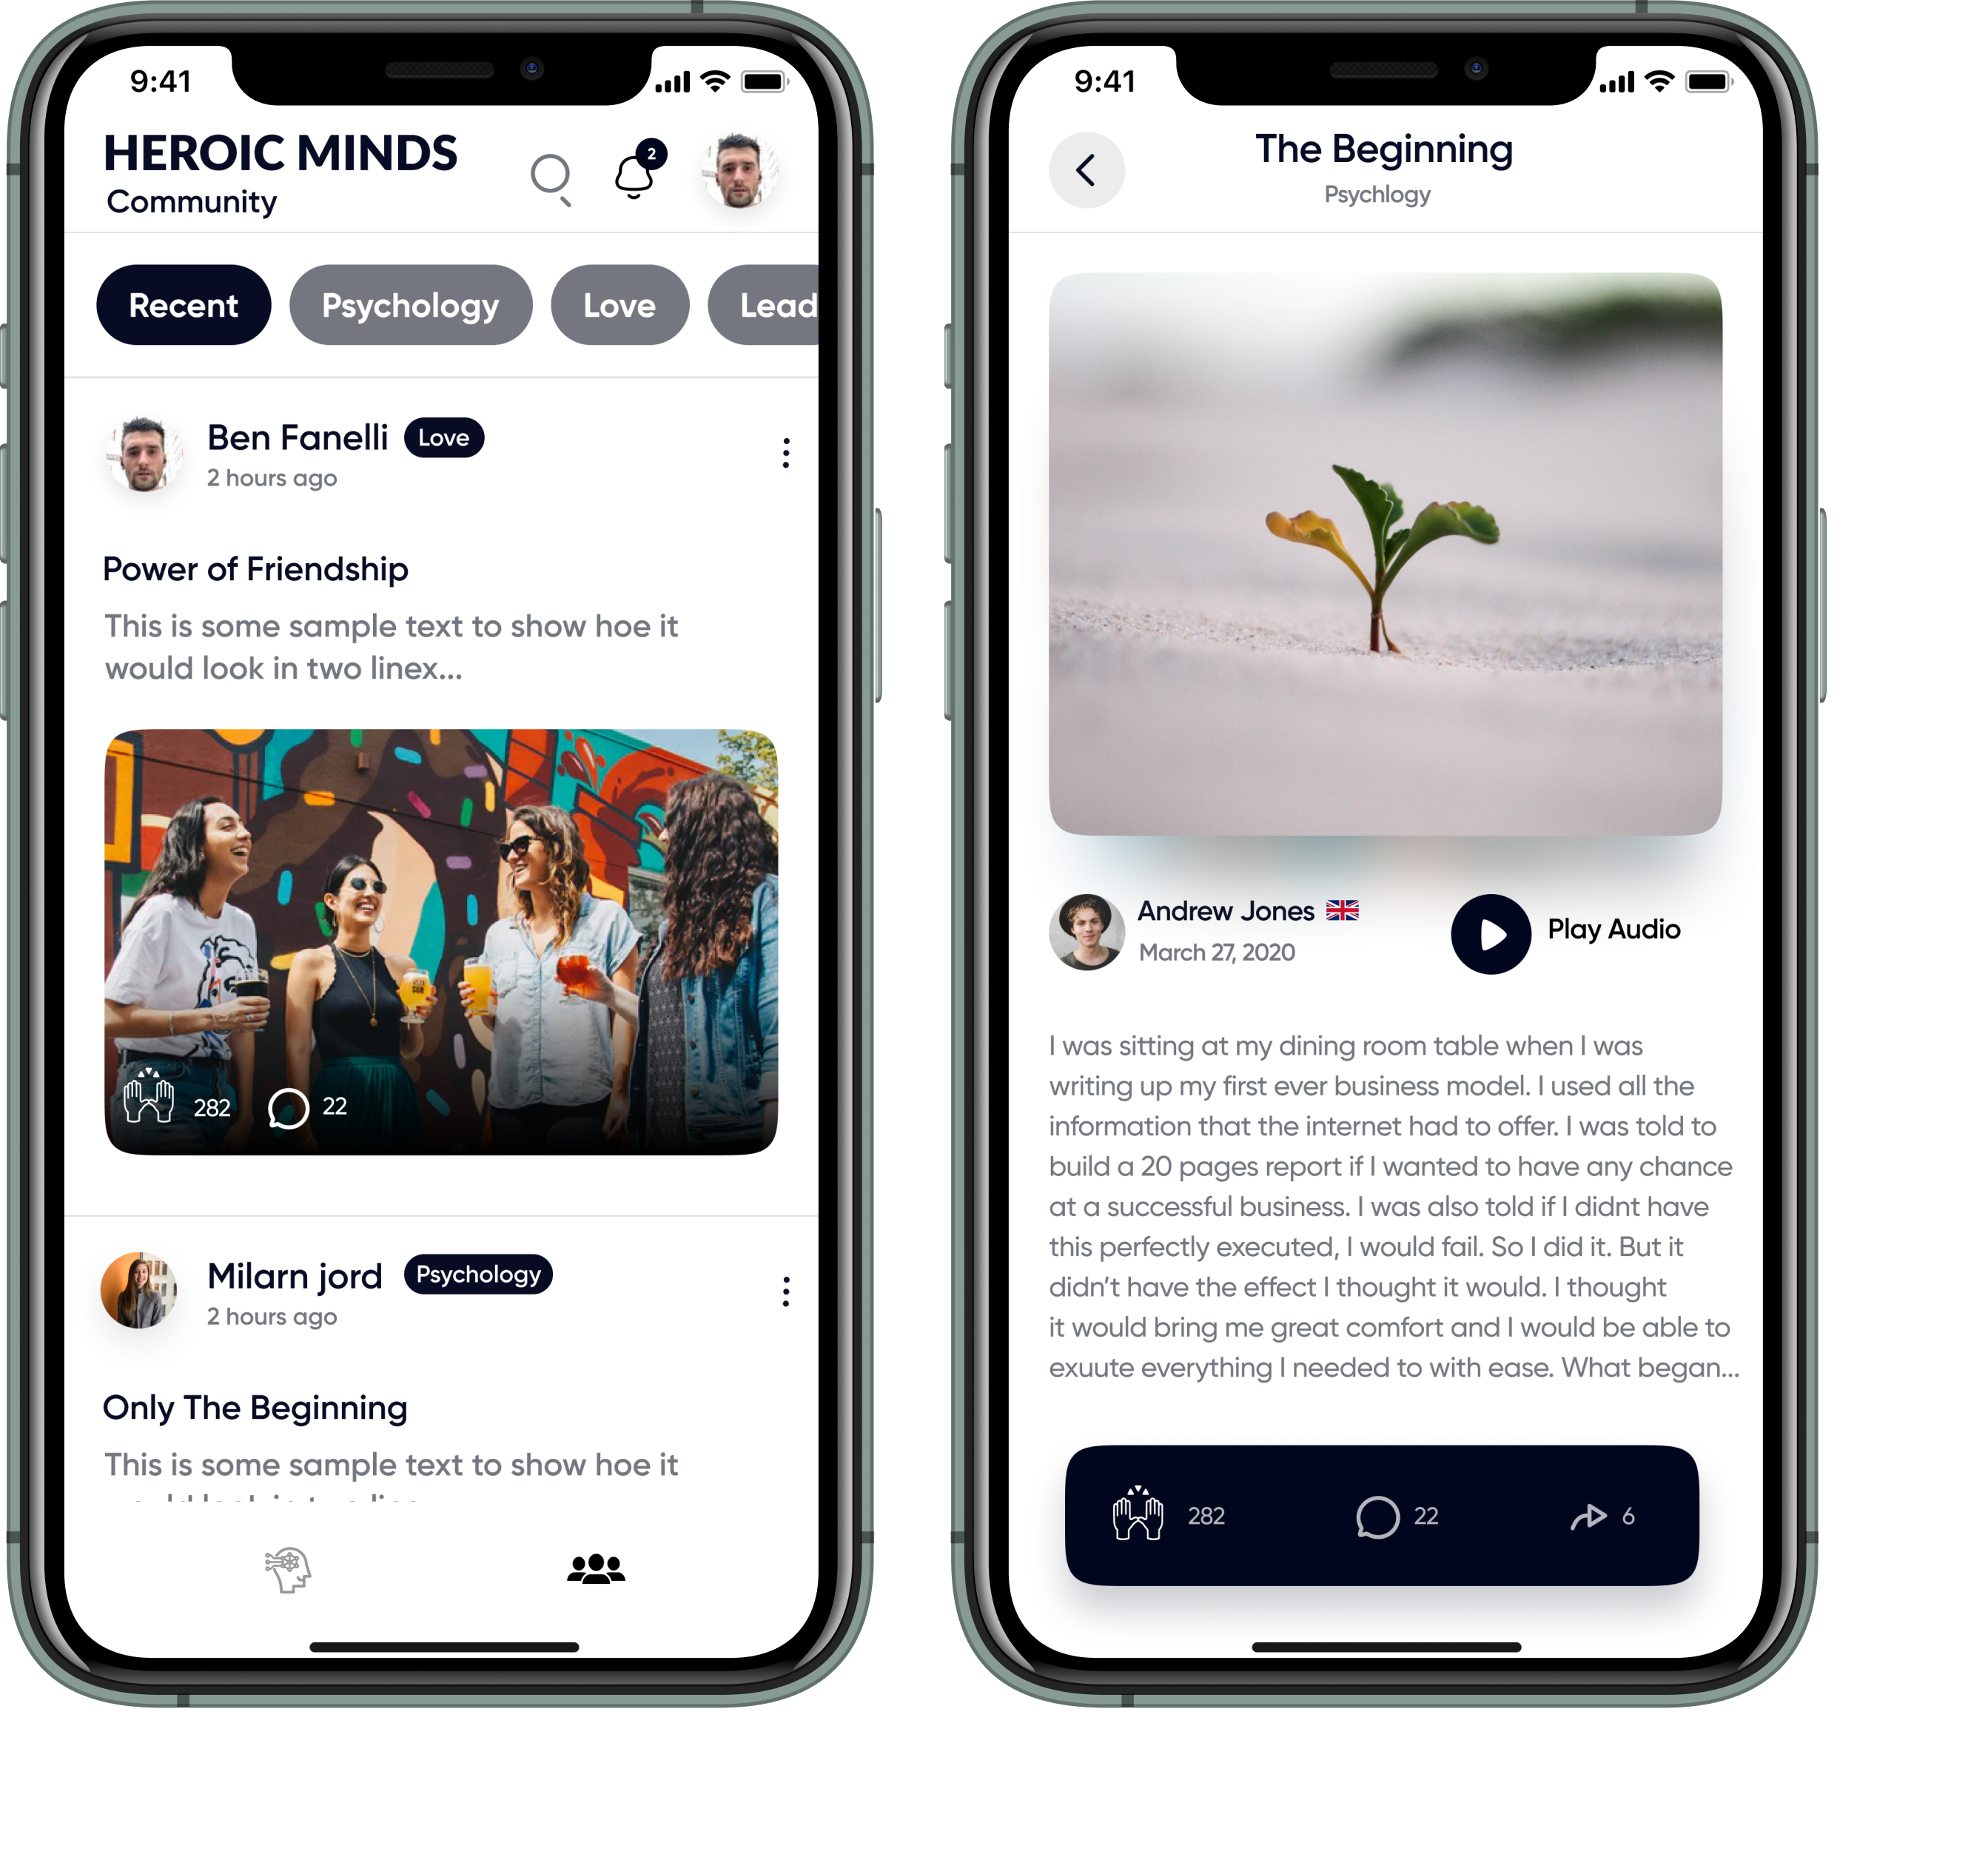 9:41
HEROIC MINDS
Community
2
Recent
Psychology
Love
Lead
Ben Fanelli
Love
2 hours ago
Power of Friendship
This is some sample text to show hoe it
would look in two linex...
282
22
Milarn jord
Psychology
2 hours ago
Only The Beginning
This is some sample text to show hoe it
9:41
The Beginning
Psychlogy
Andrew Jones
March 27, 2020
Play Audio
I was sitting at my dining room table when I was
writing up my first ever business model. I used all the
information that the internet had to offer. I was told to
build a 20 pages report if I wanted to have any chance
at a successful business. I was also told if I didnt have
this perfectly executed, I would fail. So I did it. But it
didn’t have the effect I thought it would. I thought
it would bring me great comfort and I would be able to
exuute everything I needed to with ease. What began...
282
22
6